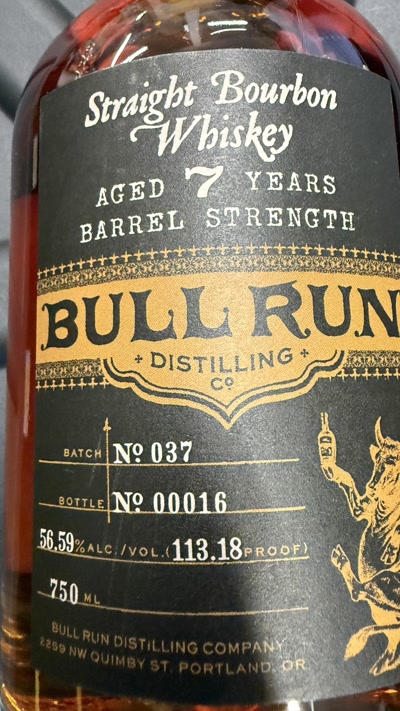 Straight Bourbon
Whiskey
AGED 7 YEARS
BARREL STRENGTH
BULL RUN
DISTILLING
Cº
BATCH Nº 037
BOTTLE Nº 00016
56.59% ALC./VOL.(113.18 PROOF)
750 ML
BULL RUN DISTILLING COMPANY
2259 NW QUIMBY ST. PORTLAND, OR